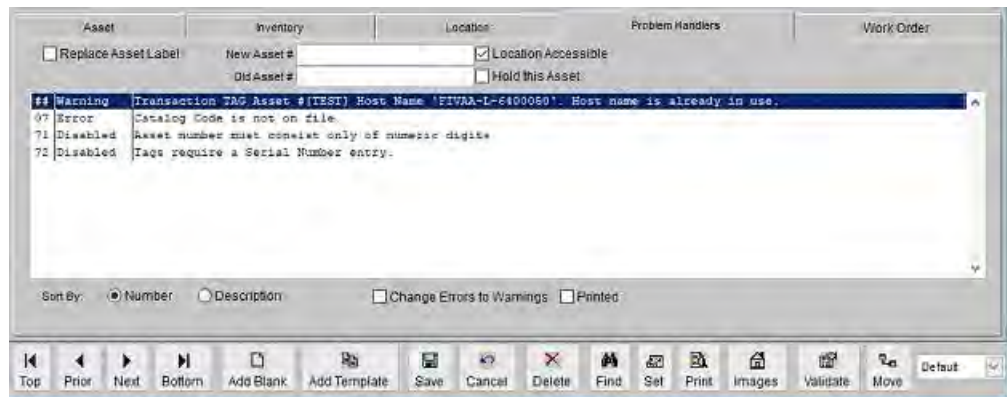 Asset Inventory Location Problem Handlers Work Order
Replace Asset Label New Asset # Location Accessible
Old Asset # Hold this Asset
## Warning Transaction TAG Asset #[TEST] Host Name 'FIVAA-L-6400060'. Host name is already in use.
07 Error Catalog Code is not on file
71 Disabled Asset number must consist only of numeric digits
72 Disabled Tags require a Serial Number entry.
Sort By: Number Description Change Errors to Warnings Printed
Top Prior Next Bottom Add Blank Add Template Save Cancel Delete Find Set Print Images Validate Move Default